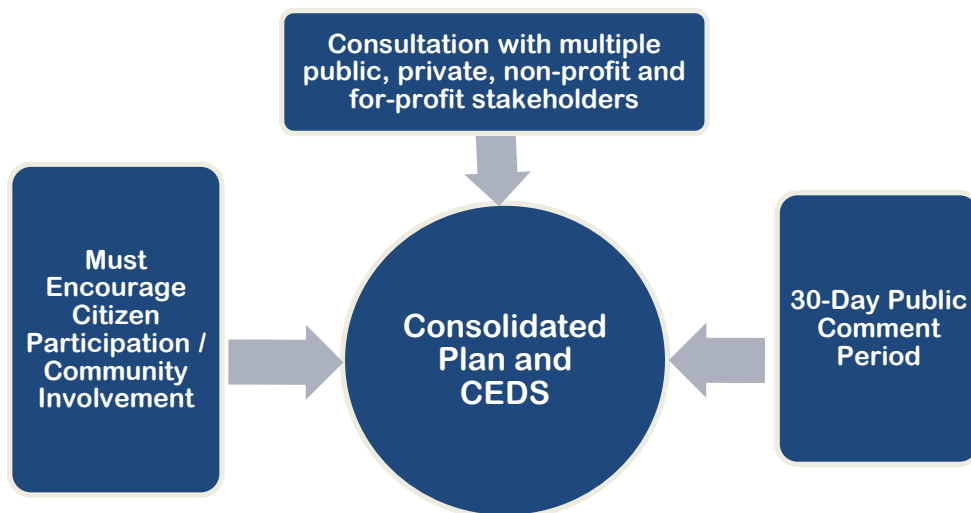 Consultation with multiple
public, private, non-profit and
for-profit stakeholders
Must
Encourage
Citizen
Participation /
Community
Involvement
Consolidated
Plan and
CEDS
30-Day Public
Comment
Period